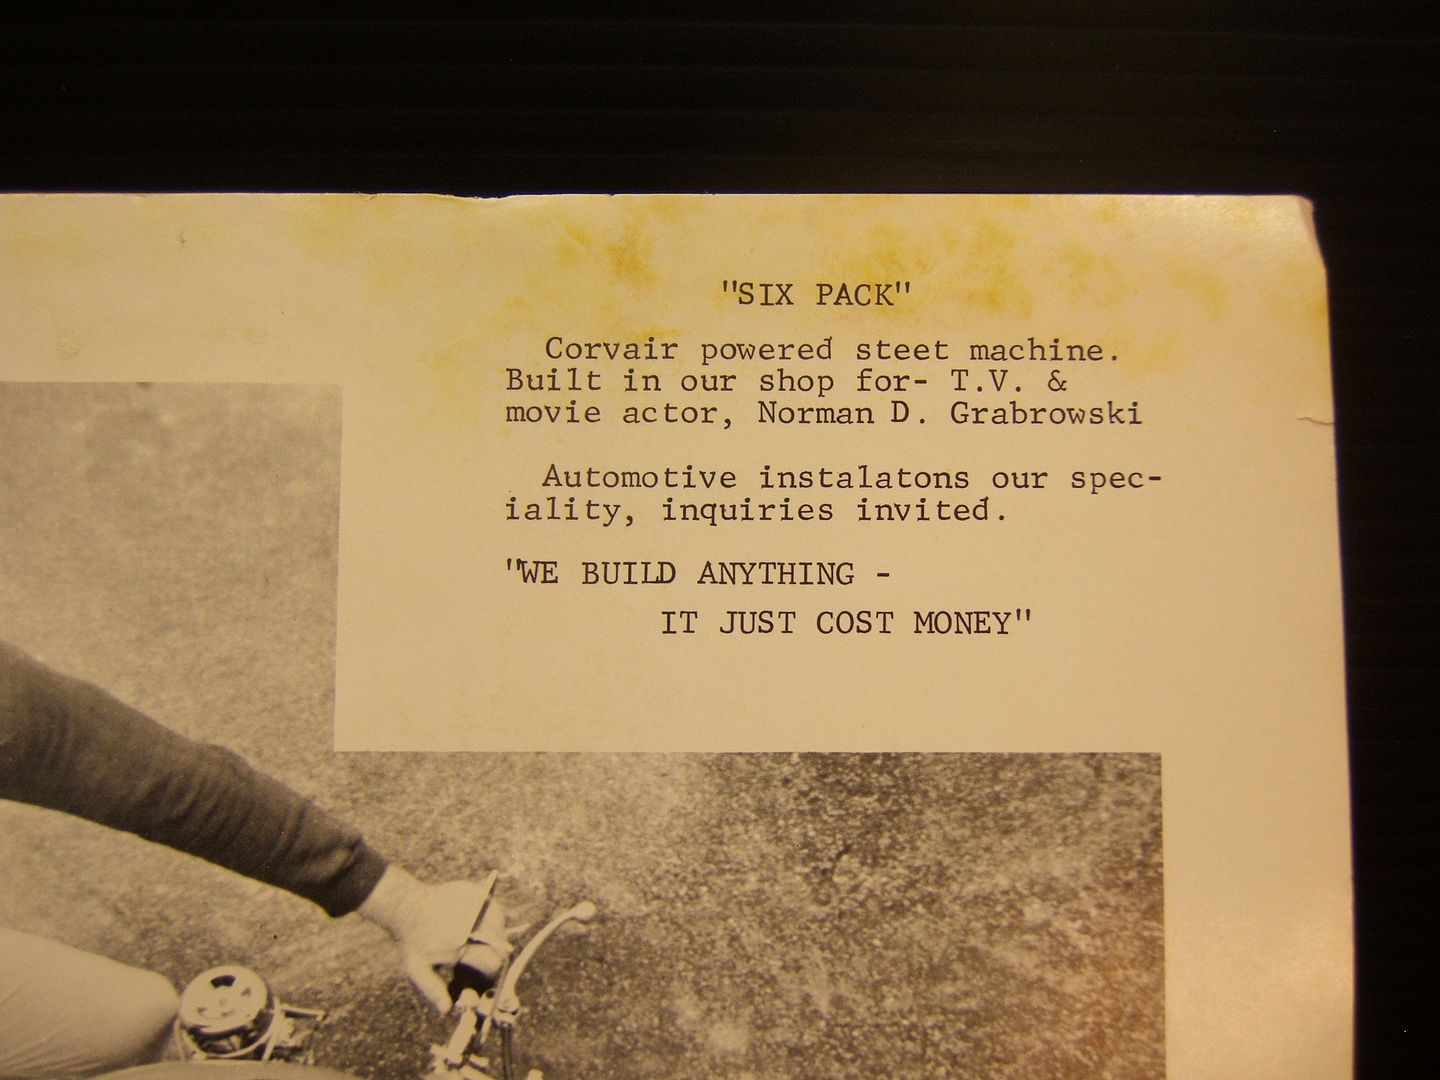 "SIX PACK"
Corvair powered steet machine.
Built in our shop for- T.V. &
movie actor, Norman D. Grabrowski
Automotive instalatons our spec-
iality, inquiries invited.
"WE BUILD ANYTHING -
IT JUST COST MONEY"